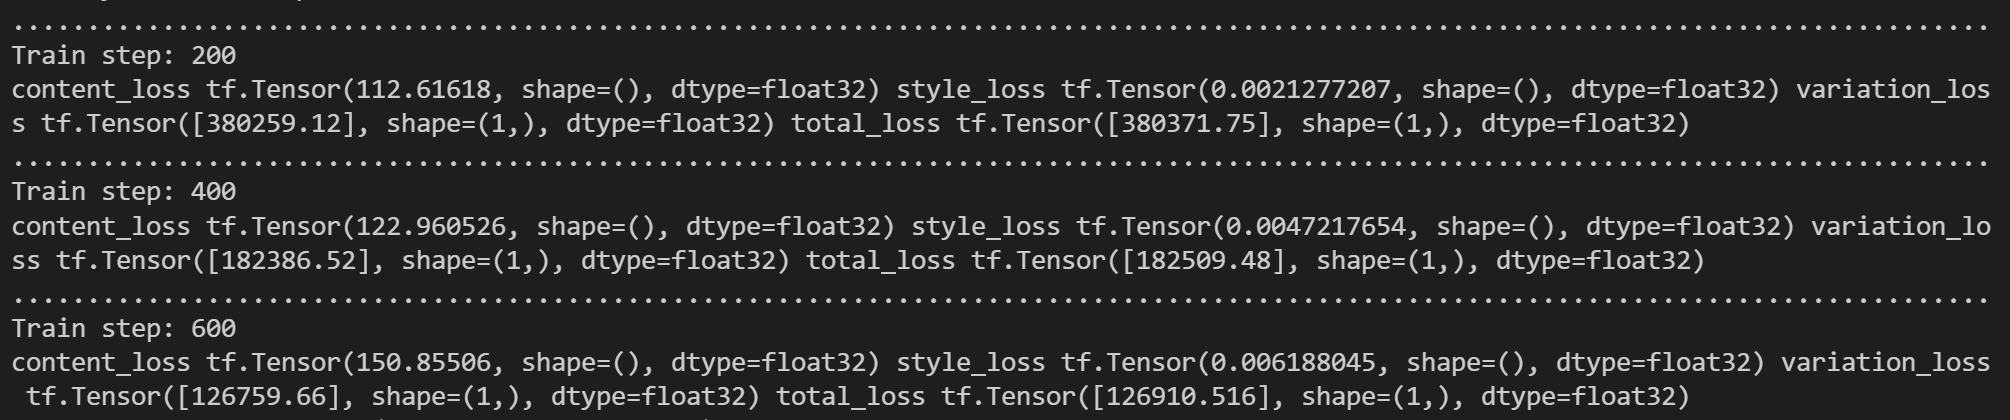 ....................................................................................................................................
Train step: 200
content_loss tf.Tensor(112.61618, shape=(), dtype=float32) style_loss tf.Tensor(0.0021277207, shape=(), dtype=float32) variation_los
s tf.Tensor([380259.12], shape=(1,), dtype=float32) total_loss tf.Tensor([380371.75], shape=(1,), dtype=float32)
....................................................................................................................................
Train step: 400
content_loss tf.Tensor(122.960526, shape=(), dtype=float32) style_loss tf.Tensor(0.0047217654, shape=(), dtype=float32) variation_lo
ss tf.Tensor([182386.52], shape=(1,), dtype=float32) total_loss tf.Tensor([182509.48], shape=(1,), dtype=float32)
....................................................................................................................................
Train step: 600
content_loss tf.Tensor(150.85506, shape=(), dtype=float32) style_loss tf.Tensor(0.006188045, shape=(), dtype=float32) variation_loss
 tf.Tensor([126759.66], shape=(1,), dtype=float32) total_loss tf.Tensor([126910.516], shape=(1,), dtype=float32)